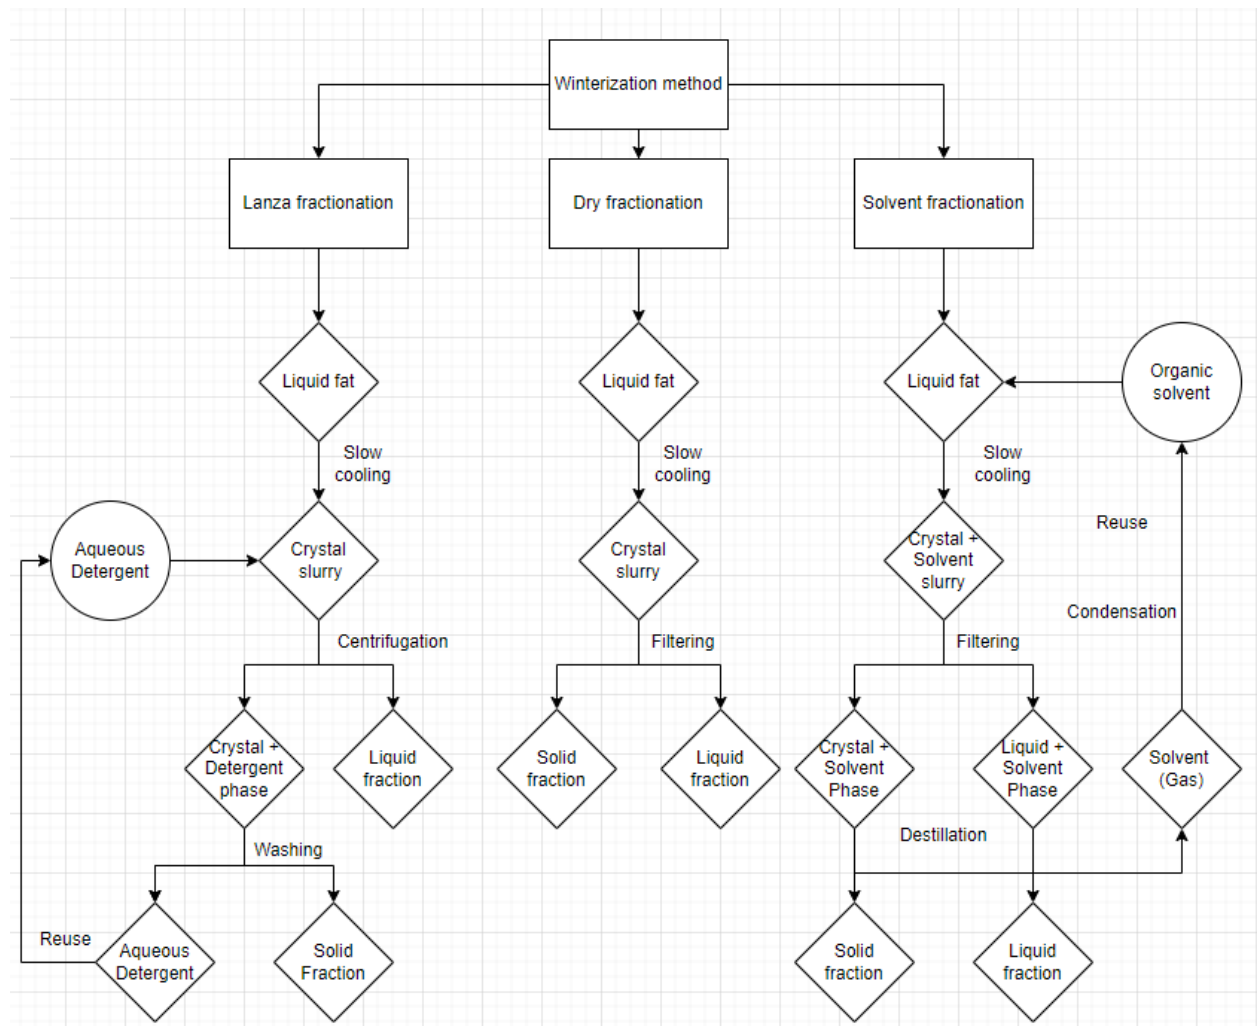 Winterization method
Lanza fractionation
Dry fractionation
Solvent fractionation
Liquid fat
Liquid fat
Liquid fat
Organic
solvent
Slow
cooling
Slow
cooling
Slow
cooling
Aqueous
Detergent
Crystal
slurry
Crystal
slurry
Crystal +
Solvent
slurry
Reuse
Condensation
Centrifugation
Filtering
Filtering
Crystal +
Detergent
phase
Liquid
fraction
Solid
fraction
Liquid
fraction
Crystal +
Solvent
Phase
Liquid +
Solvent
Phase
Solvent
(Gas)
Washing
Destillation
Reuse
Aqueous
Detergent
Solid
Fraction
Solid
fraction
Liquid
fraction